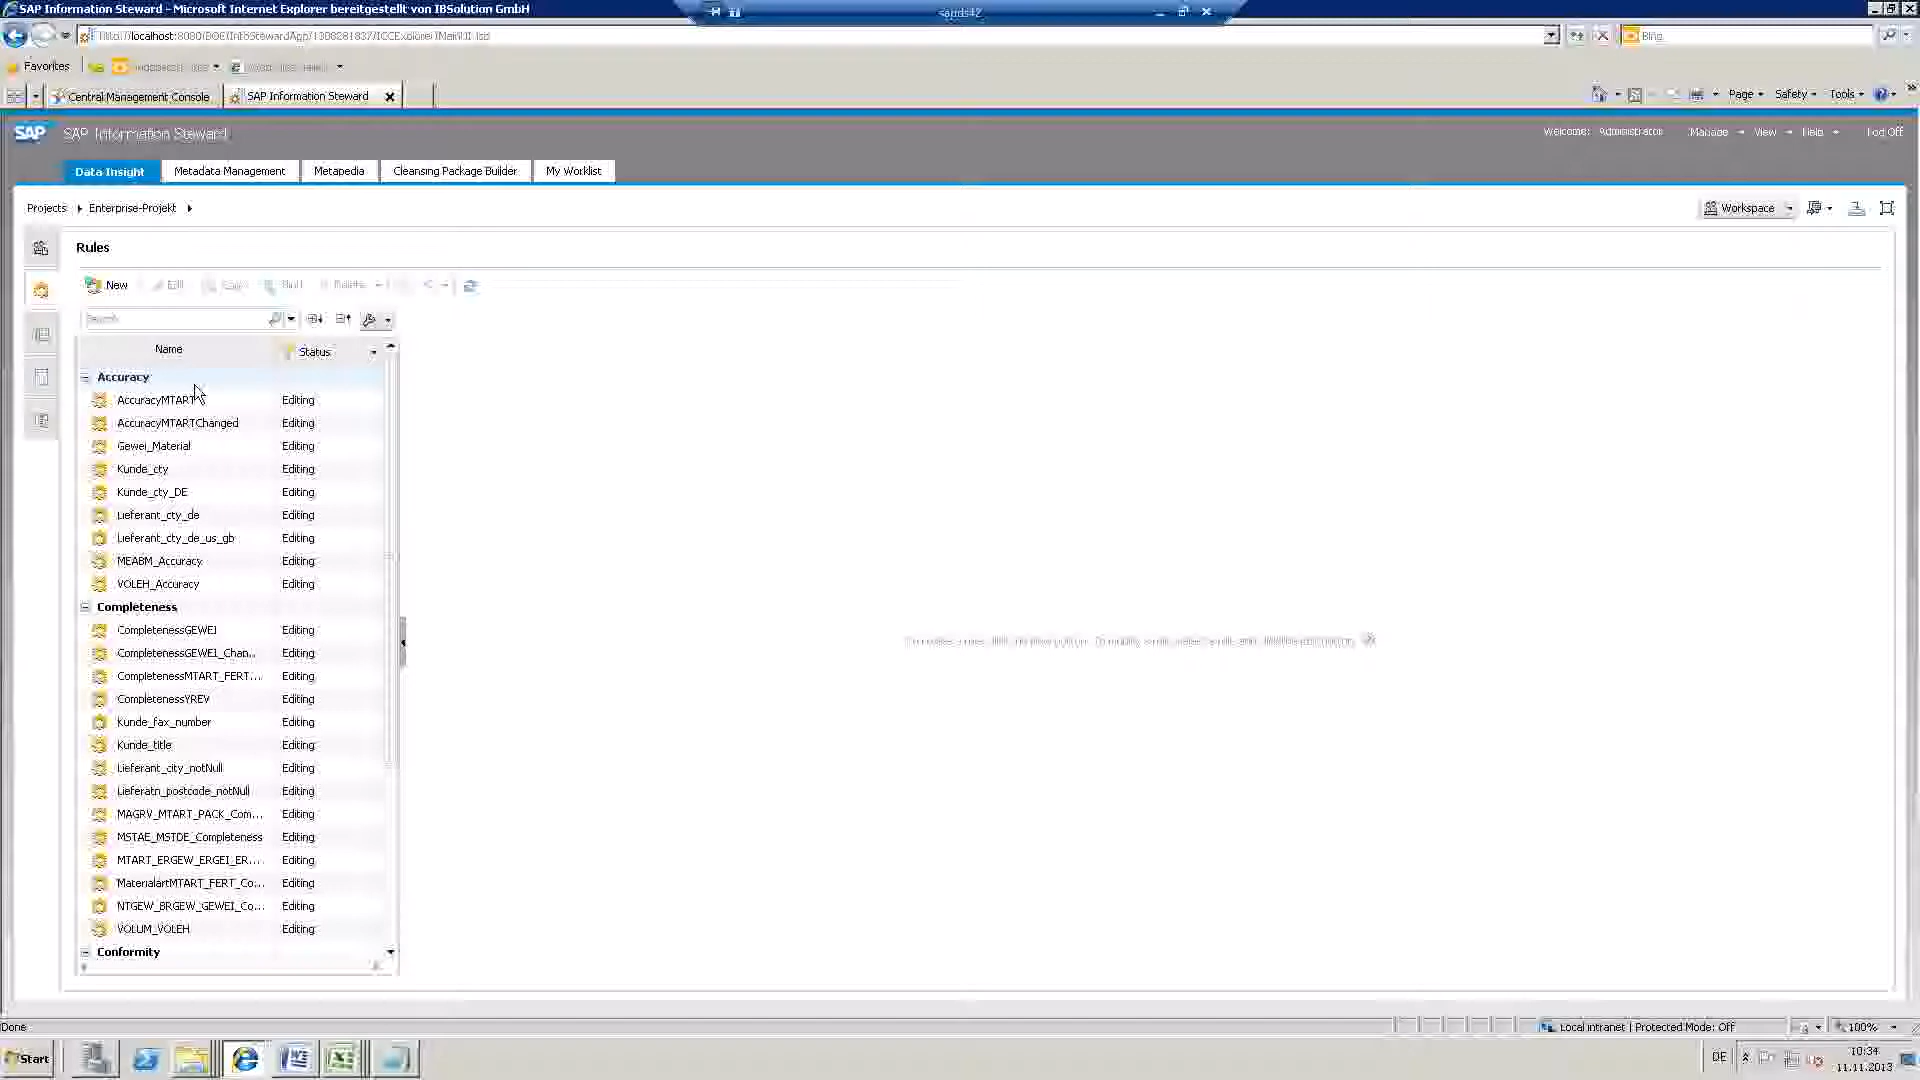 SAP Information Steward - Microsoft Internet Explorer bereitgestellt von IBSolution GmbH
Bing
Favorites
Central Management Console
SAP Information Steward
Page
Safety
Tools
SAP
SAP Information Steward
Welcome: Administrator
Manage
View
Help
Log Off
Data Insight
Metadata Management
Metapedia
Cleansing Package Builder
My Worklist
Projects
Enterprise-Projekt
Workspace
Rules
New
Edit
Delete
Search
Name
Status
Accuracy
AccuracyMTART Editing
AccuracyMTARTChanged Editing
Gewei_Material Editing
Kunde_cty Editing
Kunde_cty_DE Editing
Lieferant_cty_de Editing
Lieferant_cty_de_us_gb Editing
MEABM_Accuracy Editing
VOLEH_Accuracy Editing
Completeness
CompletenessGEWEI Editing
CompletenessGEWEI_Chan... Editing
CompletenessMTART_FERT... Editing
CompletenessYREV Editing
Kunde_fax_number Editing
Kunde_title Editing
Lieferant_city_notNull Editing
Lieferatn_postcode_notNull Editing
MAGRV_MTART_PACK_Com... Editing
MSTAE_MSTDE_Completeness Editing
MTART_ERGEW_ERGEI_ER... Editing
MaterialartMTART_FERT_Co... Editing
NTGEW_BRGEW_GEWEI_Co... Editing
VOLUM_VOLEH Editing
Conformity
Done
Local intranet | Protected Mode: Off
100%
Start
DE
10:34
11.11.2013